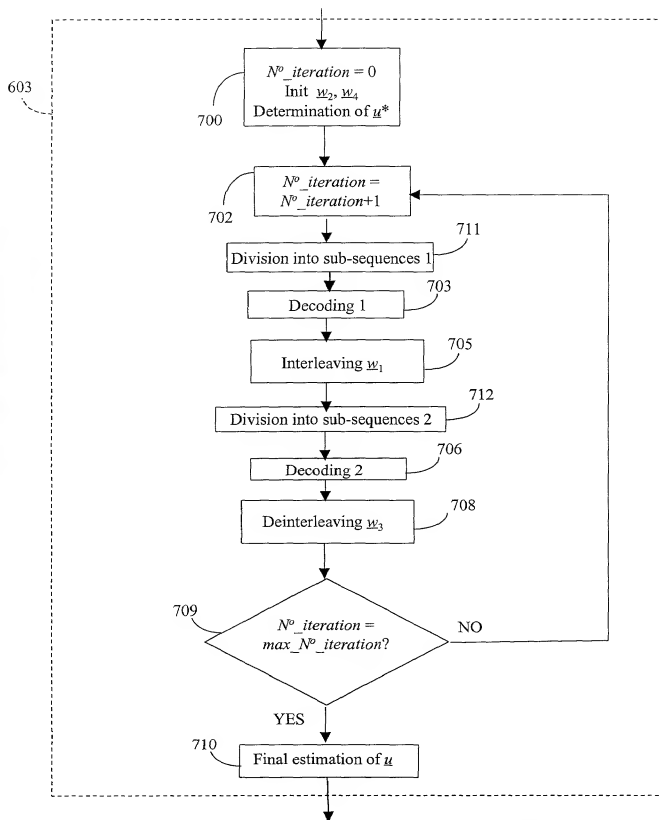 603
Nº_iteration = 0
Init w2, w4
Determination of u*
700
Nº_iteration =
Nº_iteration+1
702
711
Division into sub-sequences 1
703
Decoding 1
705
Interleaving w1
712
Division into sub-sequences 2
706
Decoding 2
708
Deinterleaving w3
709
Nº_iteration =
max_Nº_iteration?
NO
YES
710
Final estimation of u